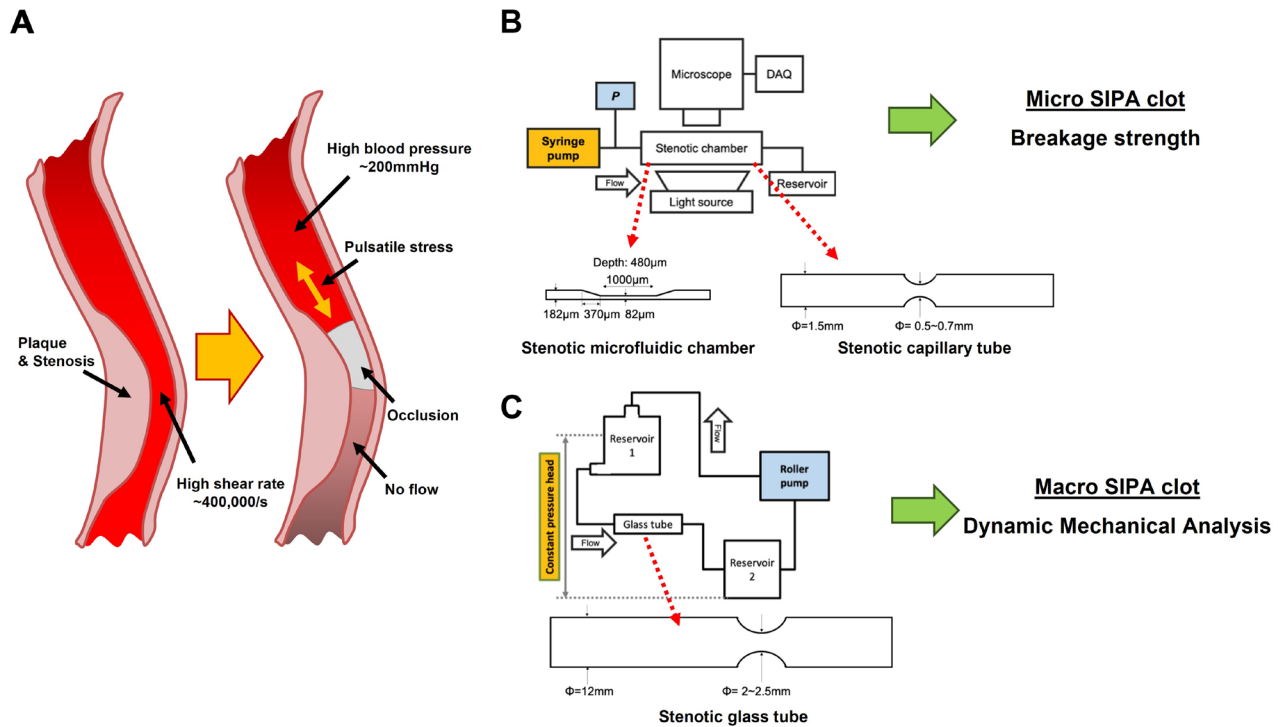 A
High blood pressure
~200mmHg
Pulsatile stress
Plaque
& Stenosis
Occlusion
High shear rate
~400,000/s
No flow
B
Microscope
DAQ
P
Syringe
pump
Stenotic chamber
Flow
Reservoir
Light source
Micro SIPA clot
Breakage strength
Depth: 480µm
1000µm
182µm
370µm
82µm
Stenotic microfluidic chamber
Φ=1.5mm
Φ= 0.5~0.7mm
Stenotic capillary tube
C
Reservoir
1
Flow
Roller
pump
Constant pressure head
Glass tube
Flow
Reservoir
2
Macro SIPA clot
Dynamic Mechanical Analysis
Φ=12mm
Φ= 2~2.5mm
Stenotic glass tube